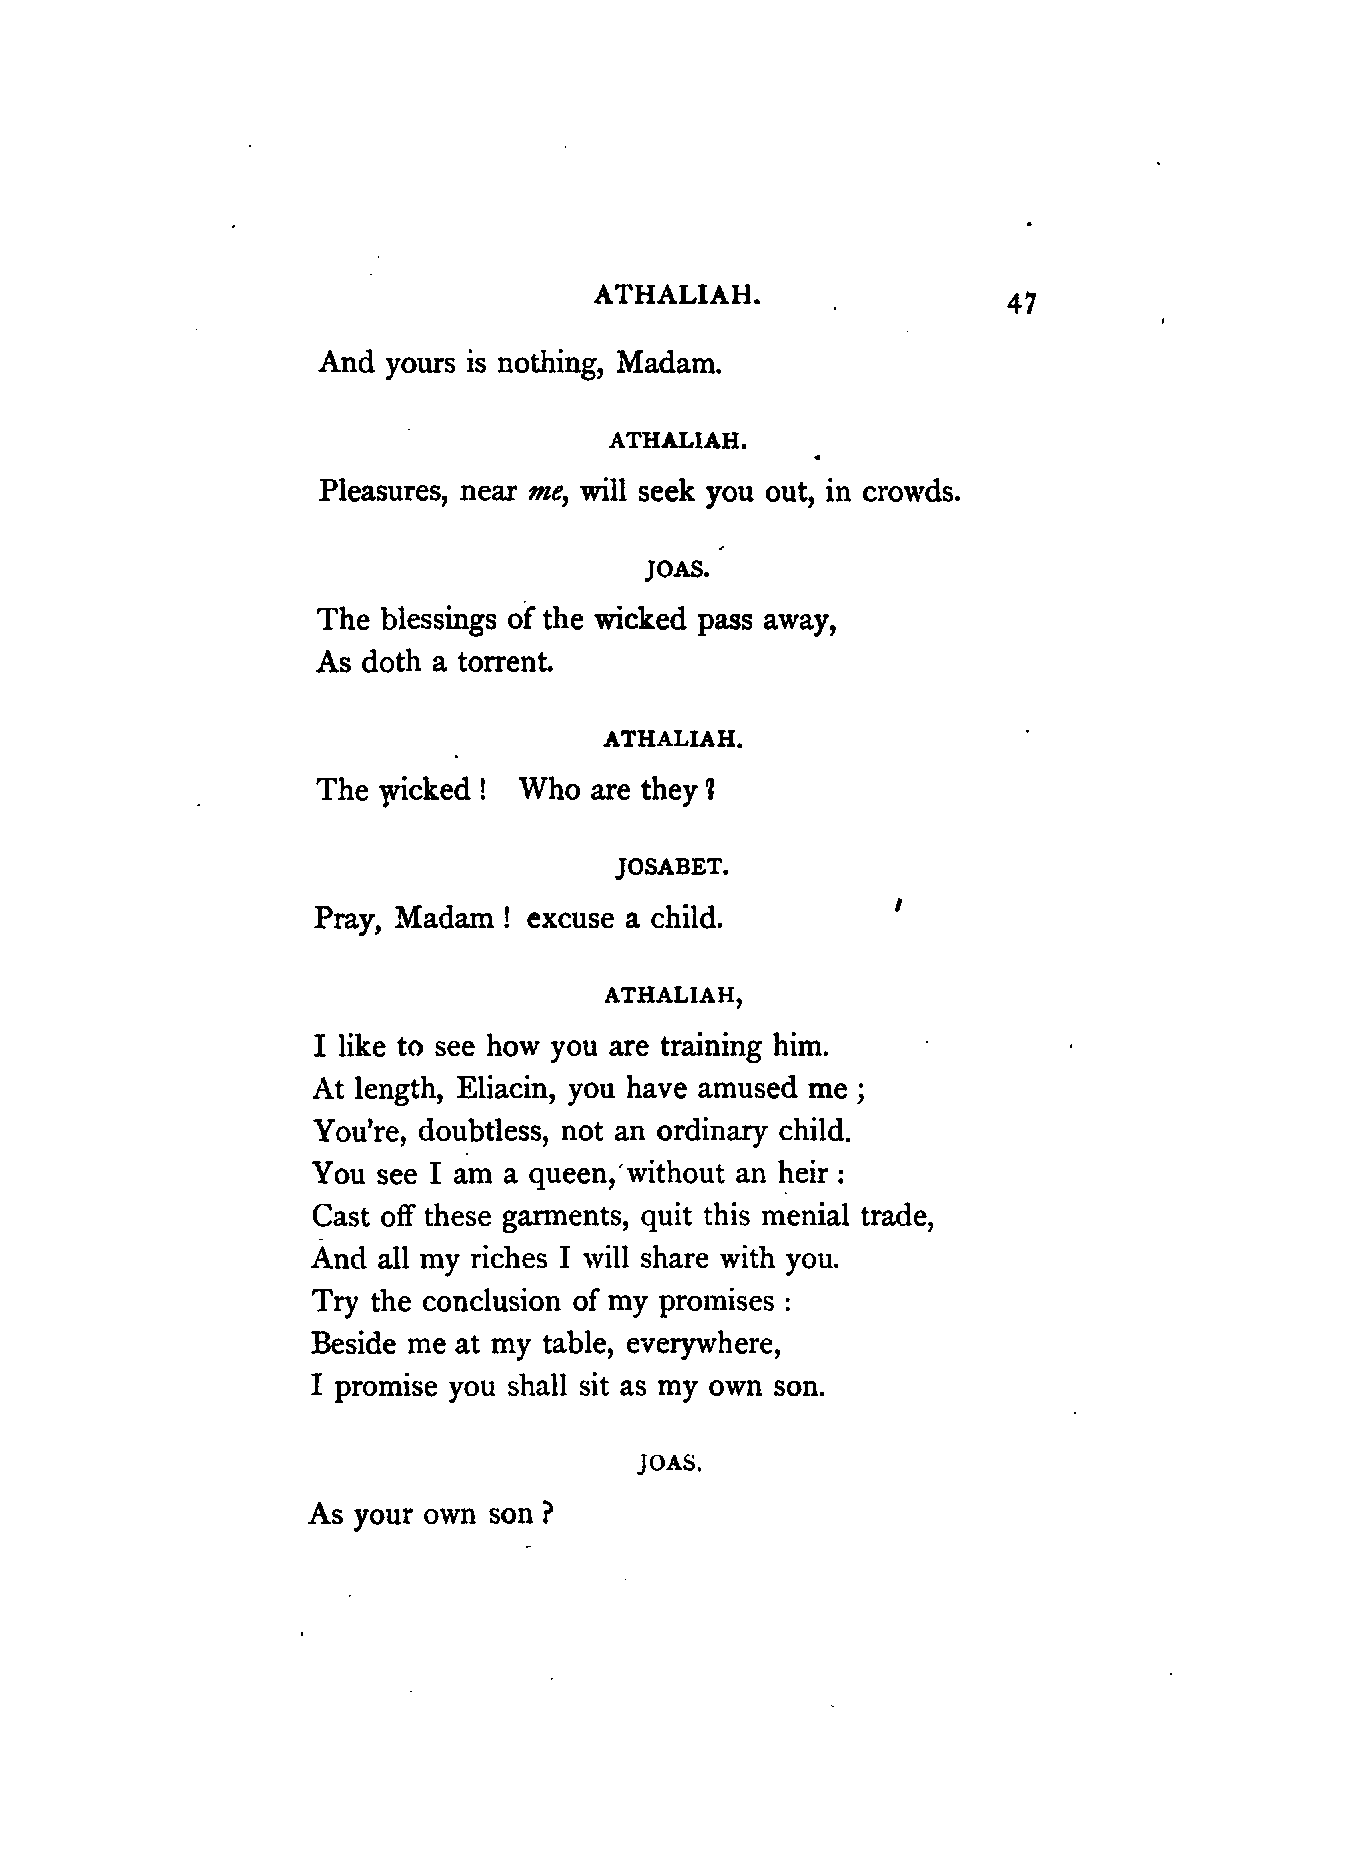 ATHALIAH. 47
And yours is nothing, Madam.
ATHALIAH.
Pleasures, near me, will seek you out, in crowds.
JOAS.
The blessings of the wicked pass away,
As doth a torrent.
ATHALIAH.
The wicked ! Who are they ?
JOSABET.
Pray, Madam ! excuse a child.
ATHALIAH,
I like to see how you are training him.
At length, Eliacin, you have amused me ;
You're, doubtless, not an ordinary child.
You see I am a queen, without an heir :
Cast off these garments, quit this menial trade,
And all my riches I will share with you.
Try the conclusion of my promises :
Beside me at my table, everywhere,
I promise you shall sit as my own son.
JOAS.
As your own son ?